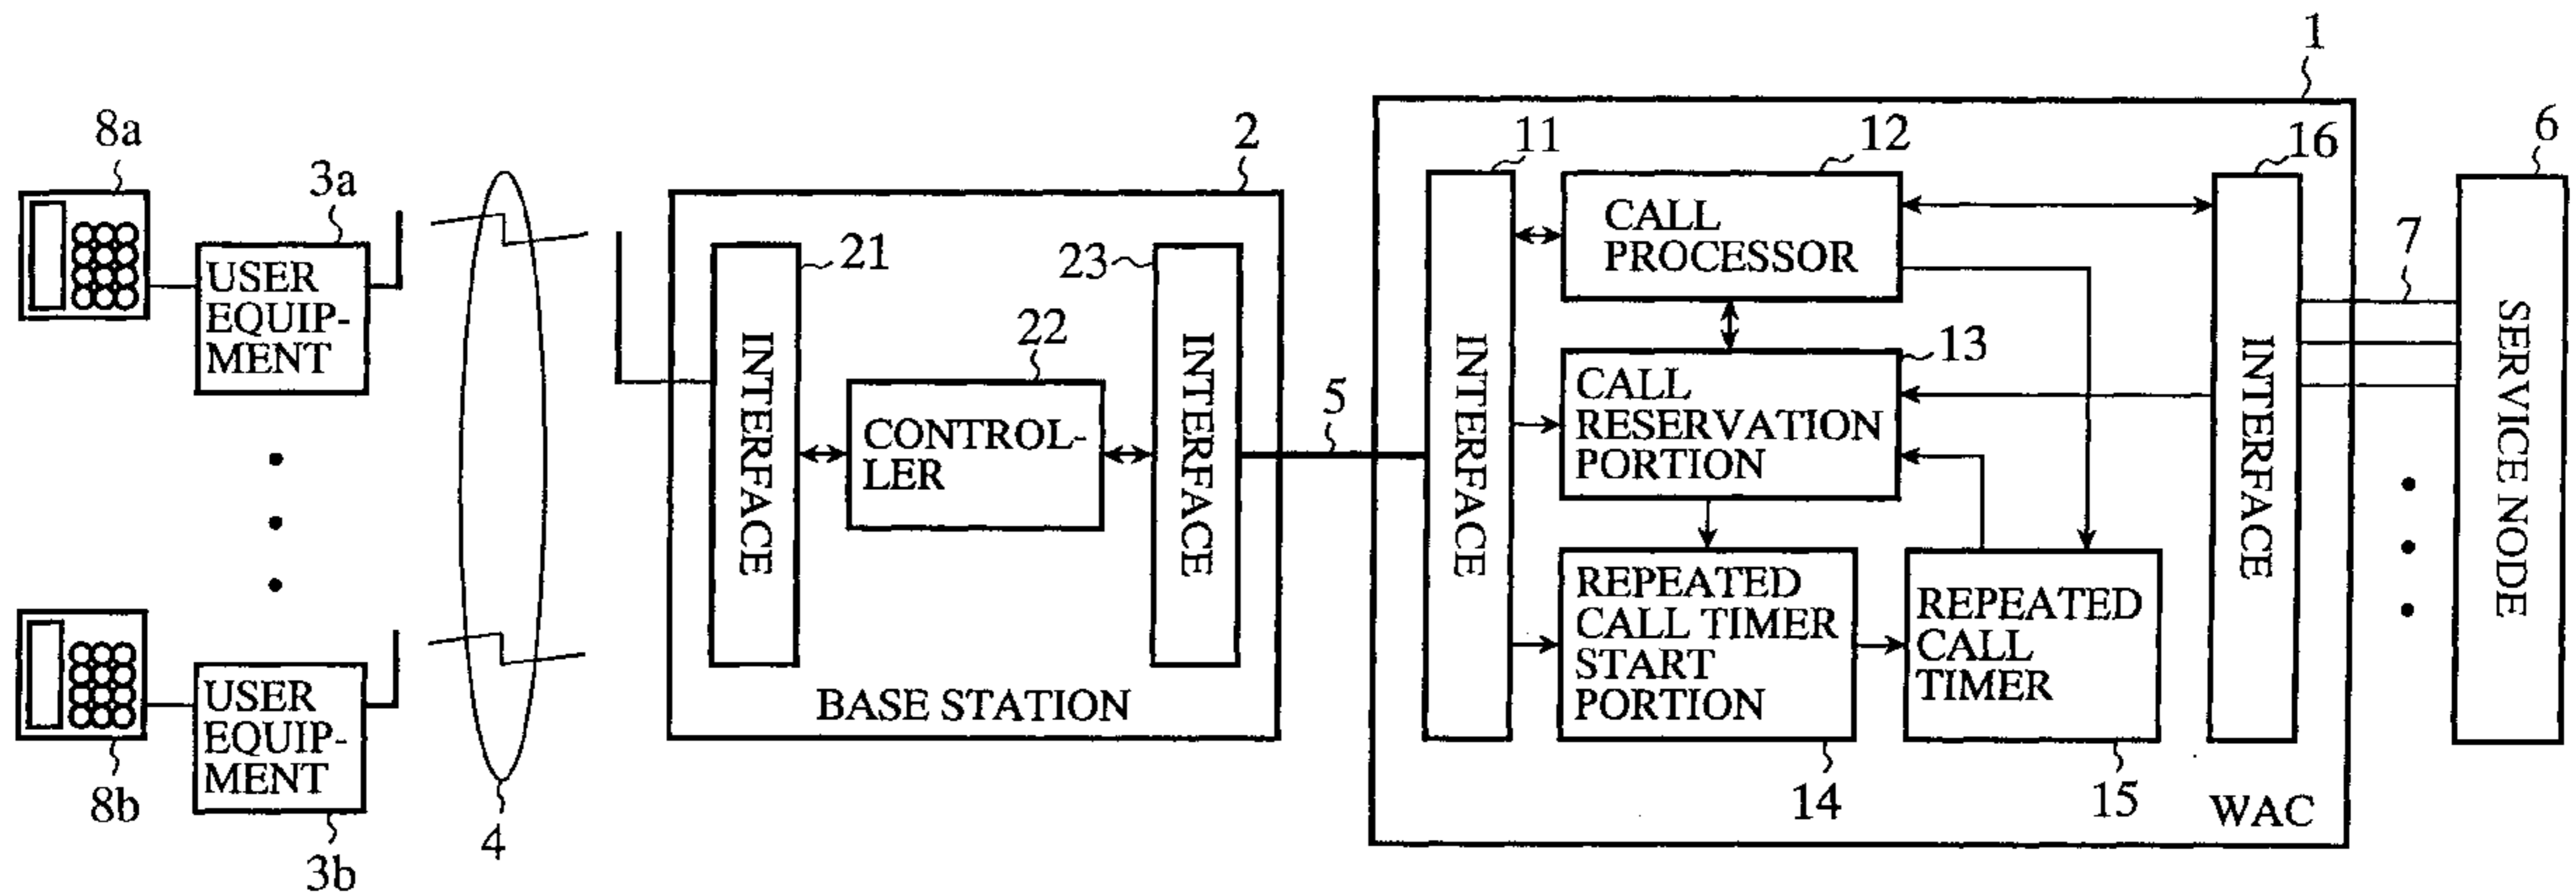 1
8a
3a
2
11
12
16
6
USER
EQUIP-
MENT
21
23
CALL
PROCESSOR
7
INTERFACE
22
CONTROL-
LER
INTERFACE
5
INTERFACE
13
CALL
RESERVATION
PORTION
INTERFACE
SERVICE NODE
REPEATED
CALL TIMER
START
PORTION
REPEATED
CALL
TIMER
USER
EQUIP-
MENT
BASE STATION
8b
3b
4
14
15
WAC